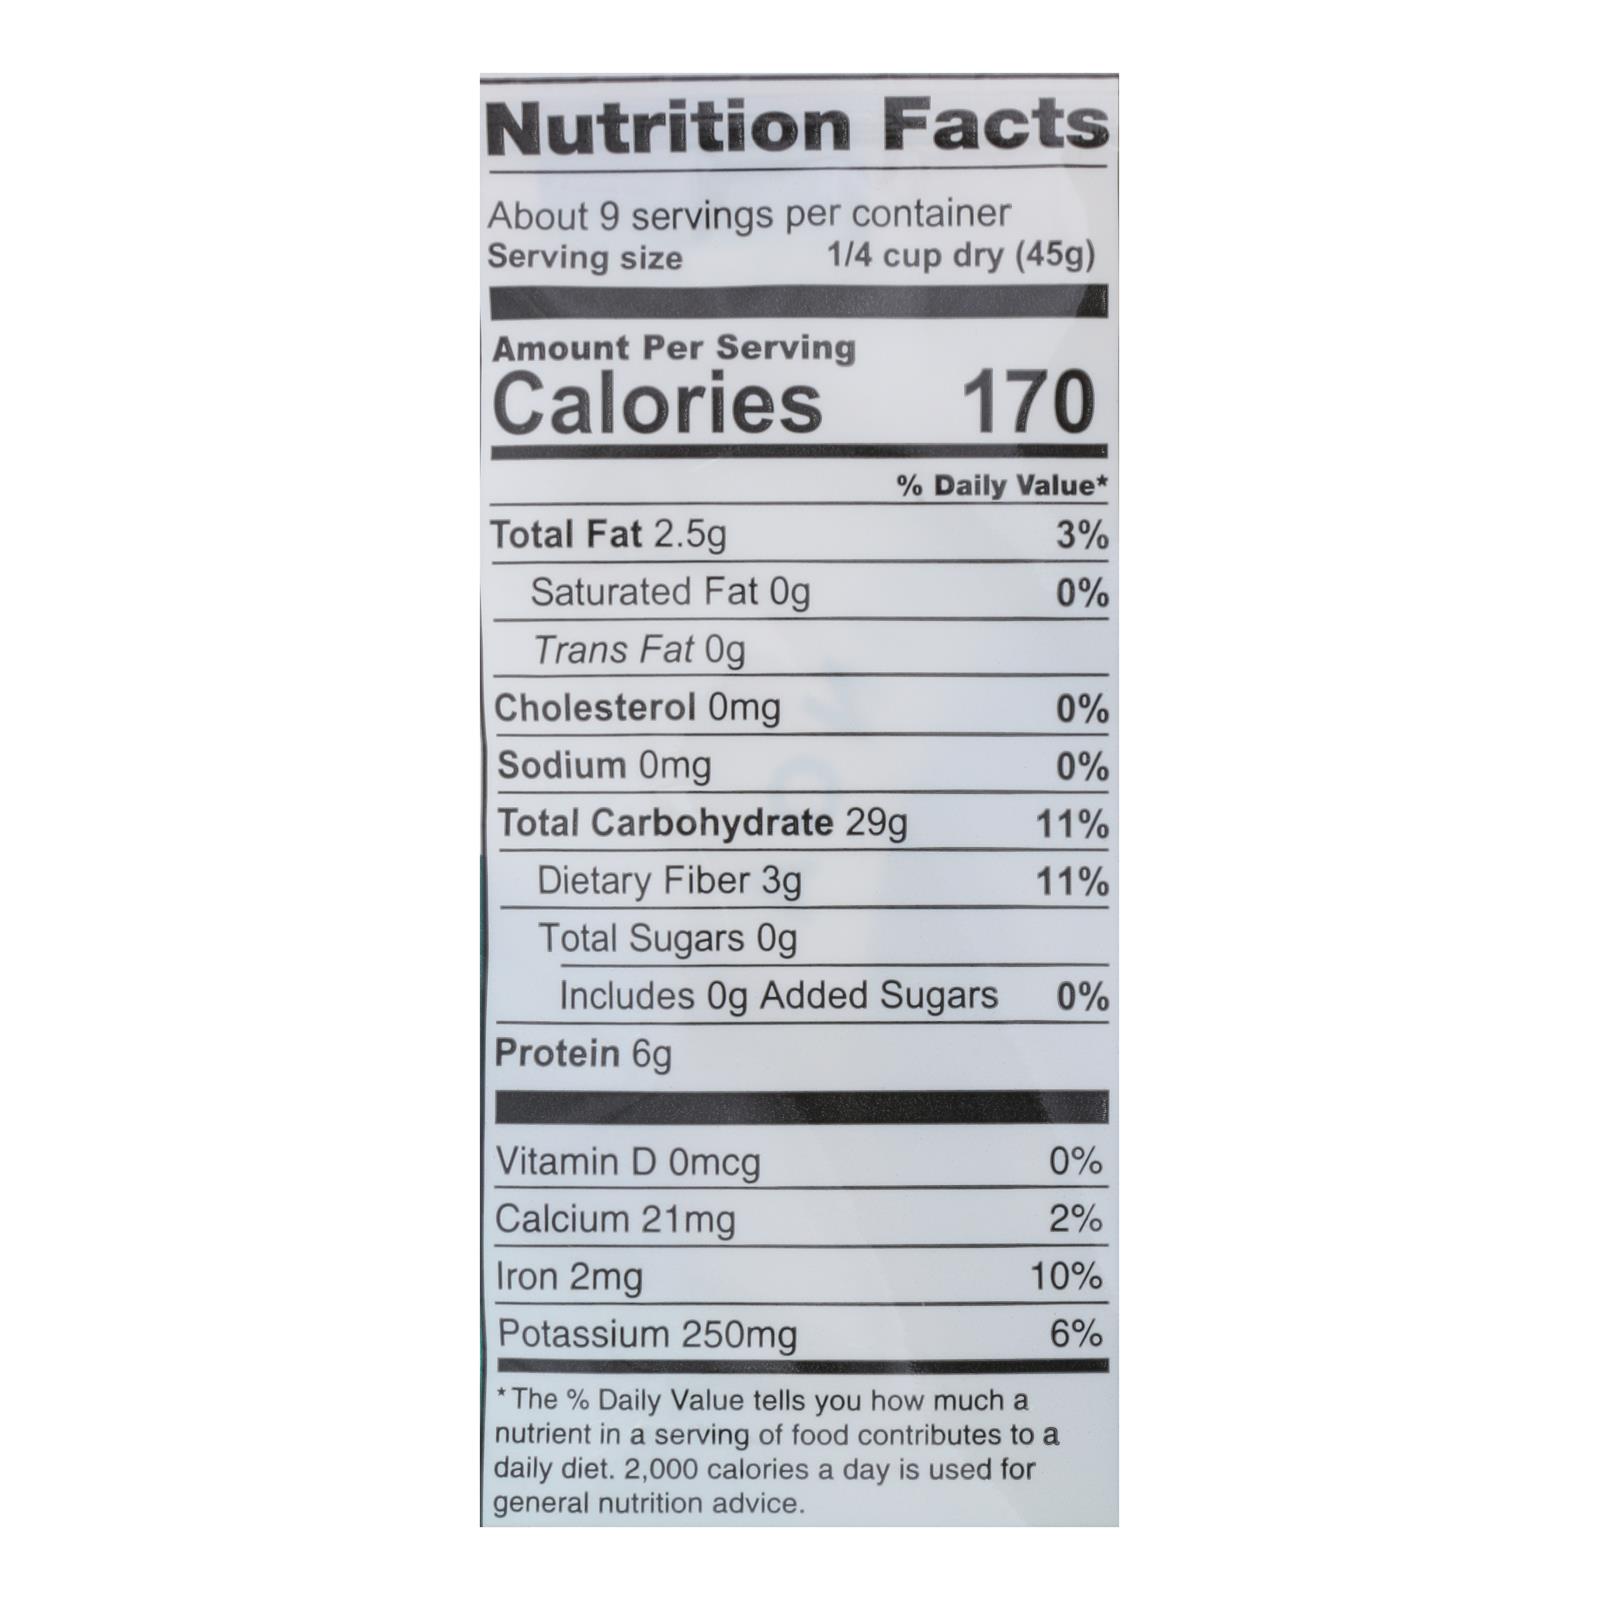 Nutrition Facts
About 9 servings per container
Serving size 1/4 cup dry (45g)
Amount Per Serving
Calories 170
% Daily Value*
Total Fat 2.5g 3%
Saturated Fat 0g 0%
Trans Fat 0g
Cholesterol 0mg 0%
Sodium 0mg 0%
Total Carbohydrate 29g 11%
Dietary Fiber 3g 11%
Total Sugars 0g
Includes 0g Added Sugars 0%
Protein 6g
Vitamin D 0mcg 0%
Calcium 21mg 2%
Iron 2mg 10%
Potassium 250mg 6%
* The % Daily Value tells you how much a
nutrient in a serving of food contributes to a
daily diet. 2,000 calories a day is used for
general nutrition advice.